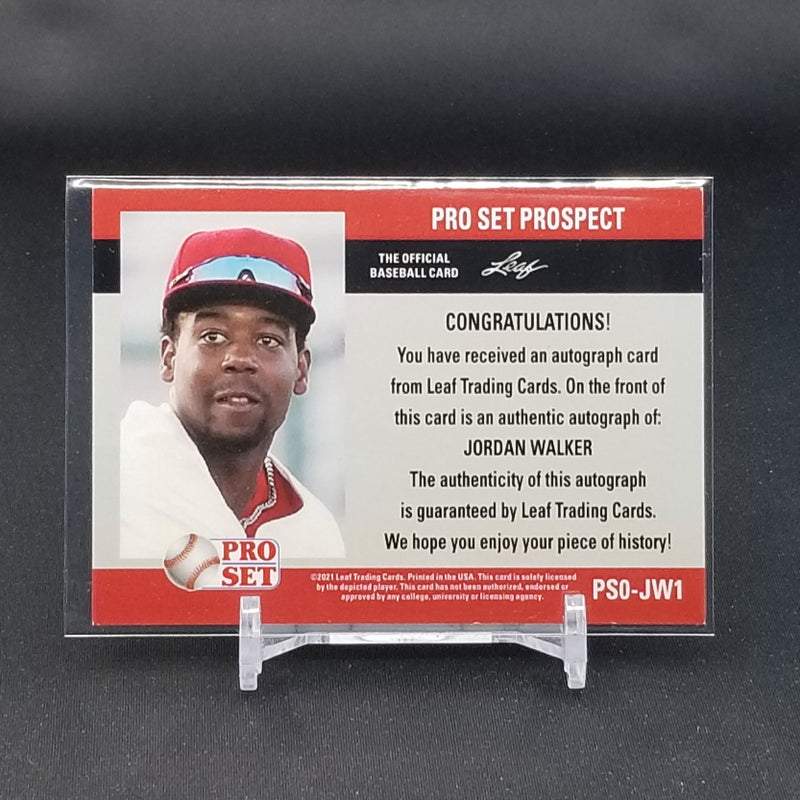 PRO SET PROSPECT
THE OFFICIAL
BASEBALL CARD
Leaf
CONGRATULATIONS!
You have received an autograph card
from Leaf Trading Cards. On the front of
this card is an authentic autograph of:
JORDAN WALKER
The authenticity of this autograph
is guaranteed by Leaf Trading Cards.
We hope you enjoy your piece of history!
PRO
SET
©2021 Leaf Trading Cards. Printed in the USA. This card is solely licensed
by the depicted player. This card has not been authorized, endorsed or
approved by any college, university or licensing agency.
PS0-JW1